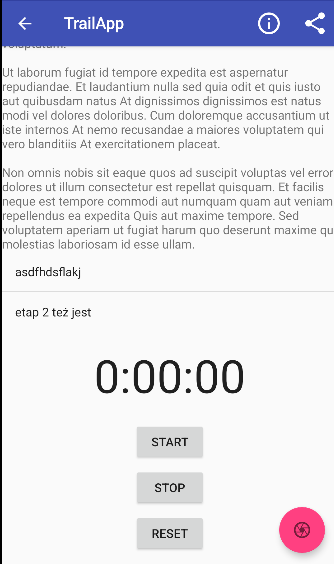 TrailApp
voluptatum.
Ut laborum fugiat id tempore expedita est aspernatur
repudiandae. Et laudantium nulla sed quia odit et quis iusto
aut quibusdam natus At dignissimos dignissimos est natus
modi vel dolores doloribus. Cum doloremque accusantium ut
iste internos At nemo recusandae a maiores voluptatem qui
vero blanditiis At exercitationem placeat.
Non omnis nobis sit eaque quos ad suscipit voluptas vel error
dolores ut illum consectetur est repellat quisquam. Et facilis
neque est tempore commodi aut numquam quam aut veniam
repellendus ea expedita Quis aut maxime tempore. Sed
voluptatem aperiam ut fugiat harum quo deserunt maxime qui
molestias laboriosam id esse ullam.
asdfhdsflakj
etap 2 też jest
0:00:00
START
STOP
RESET